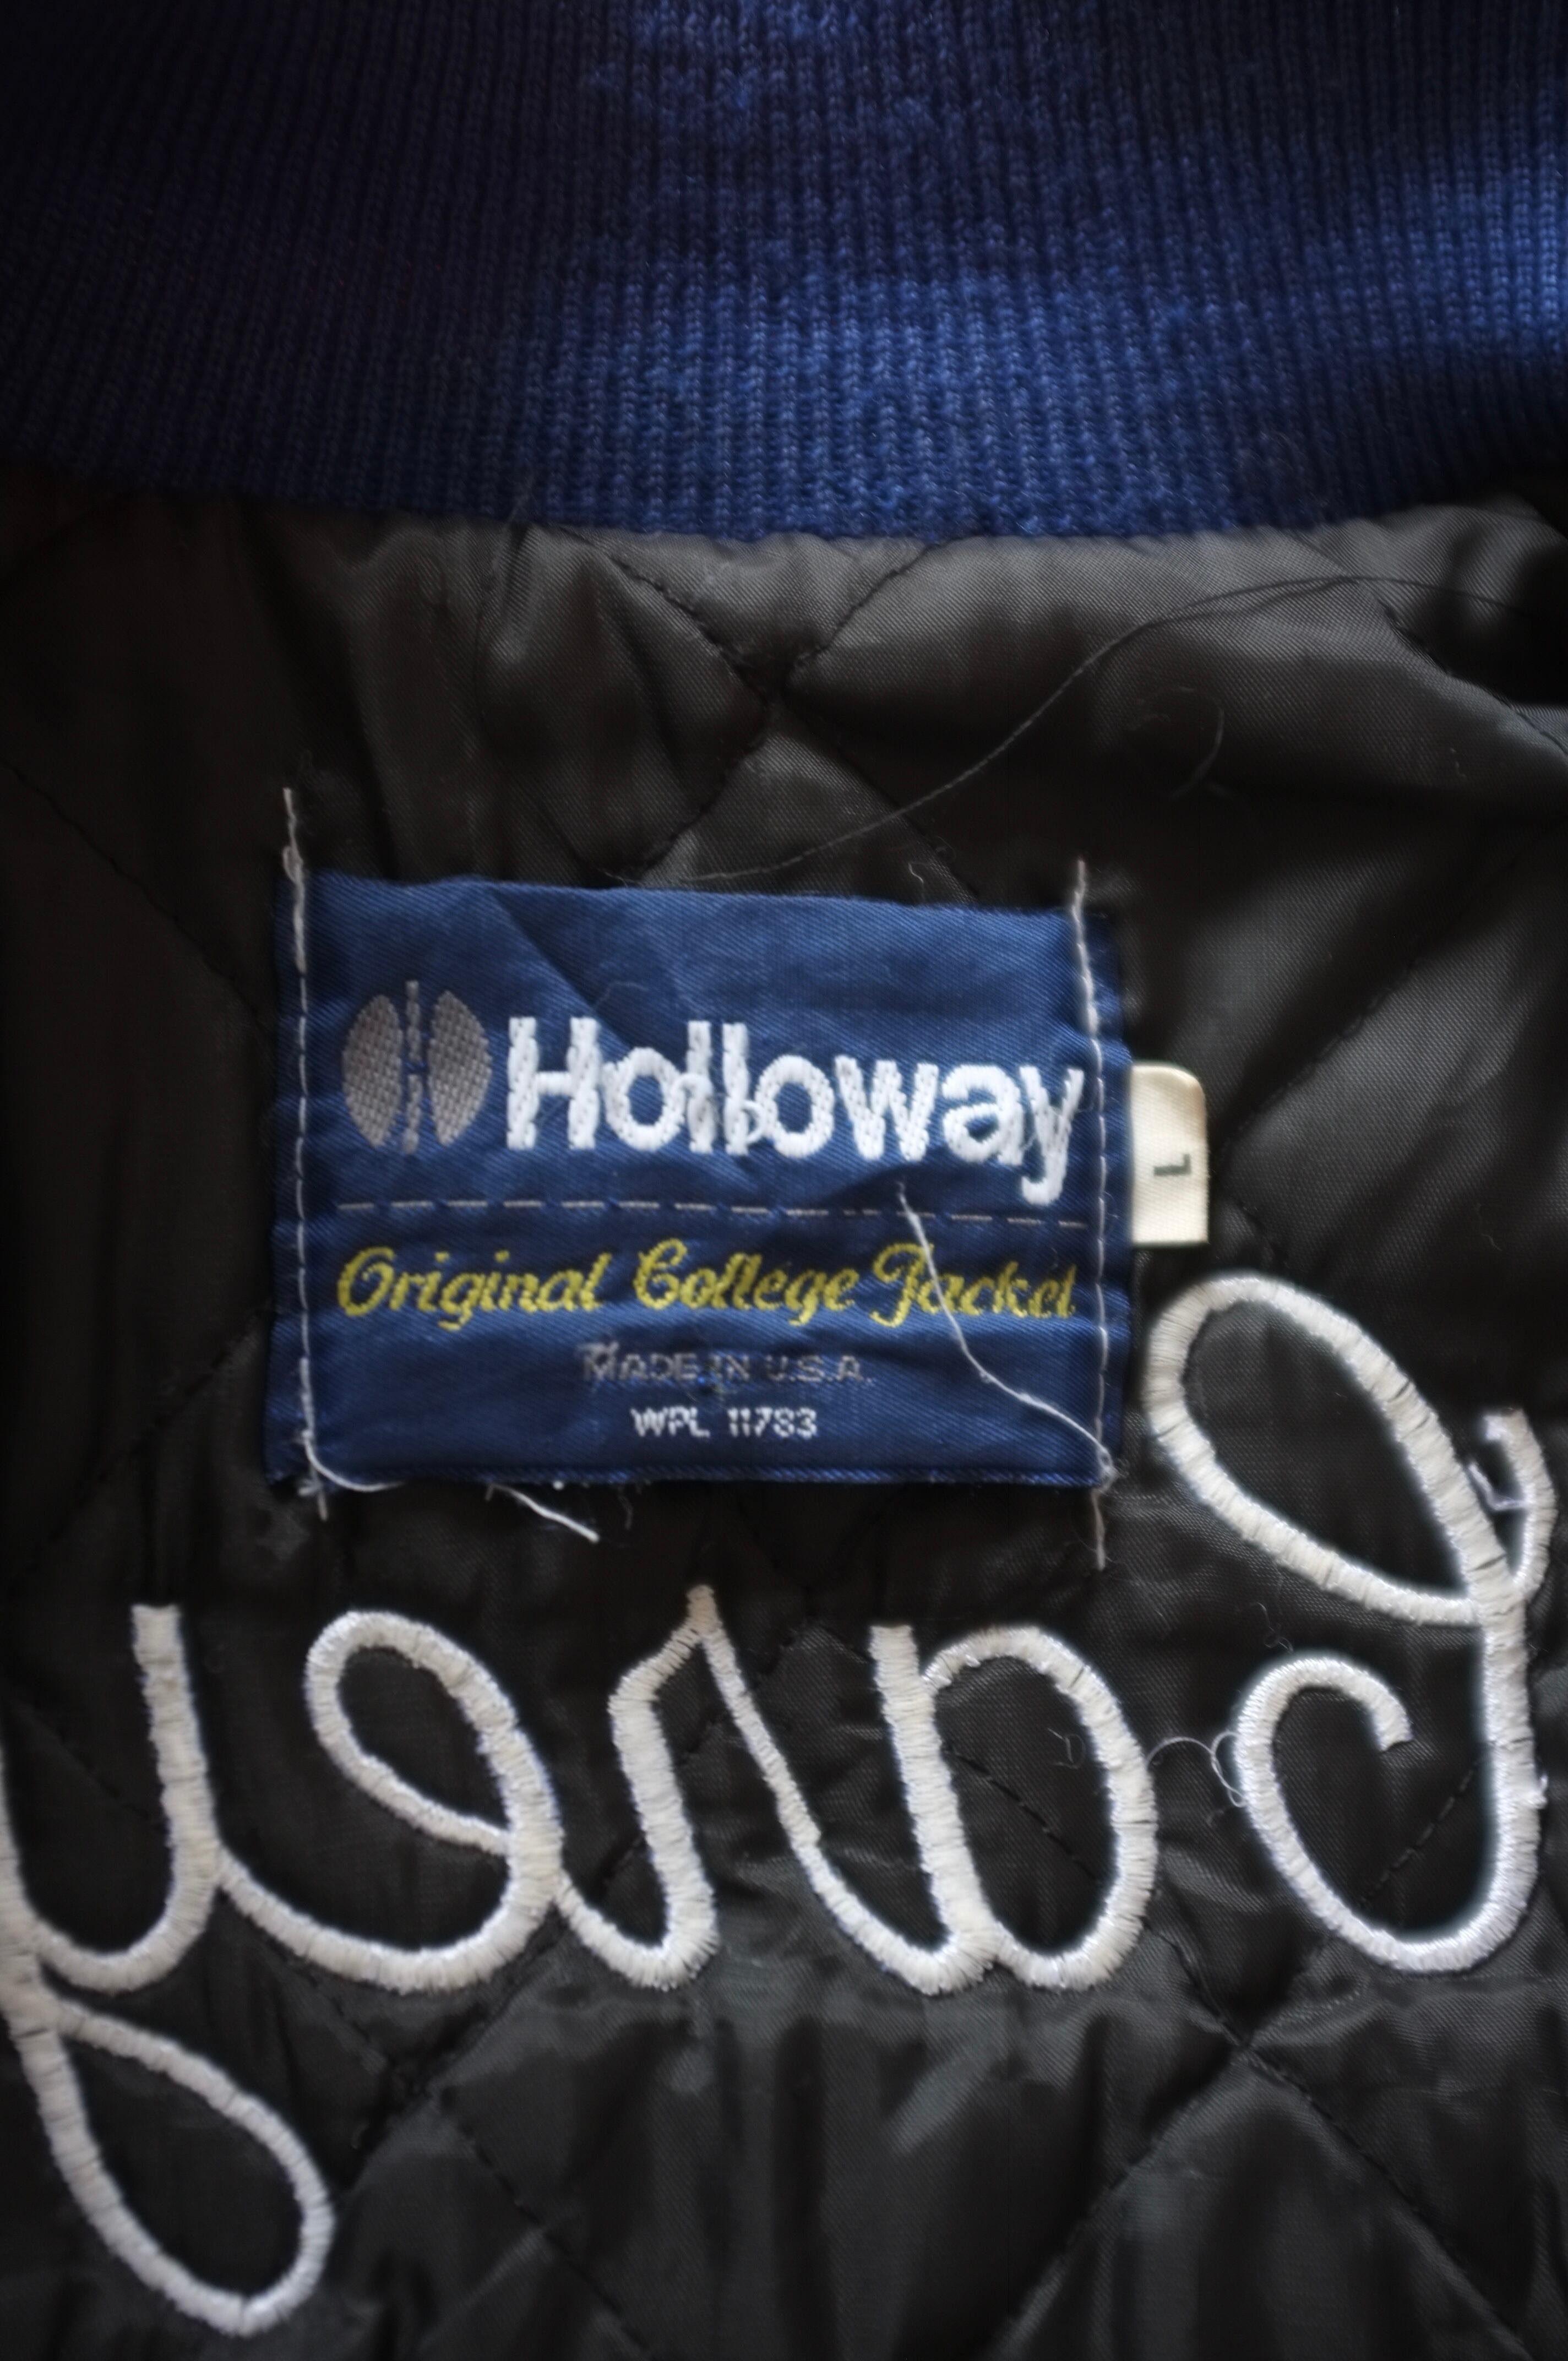 Holloway
L
Original College Jacket
MADE IN U.S.A.
WPL 11783